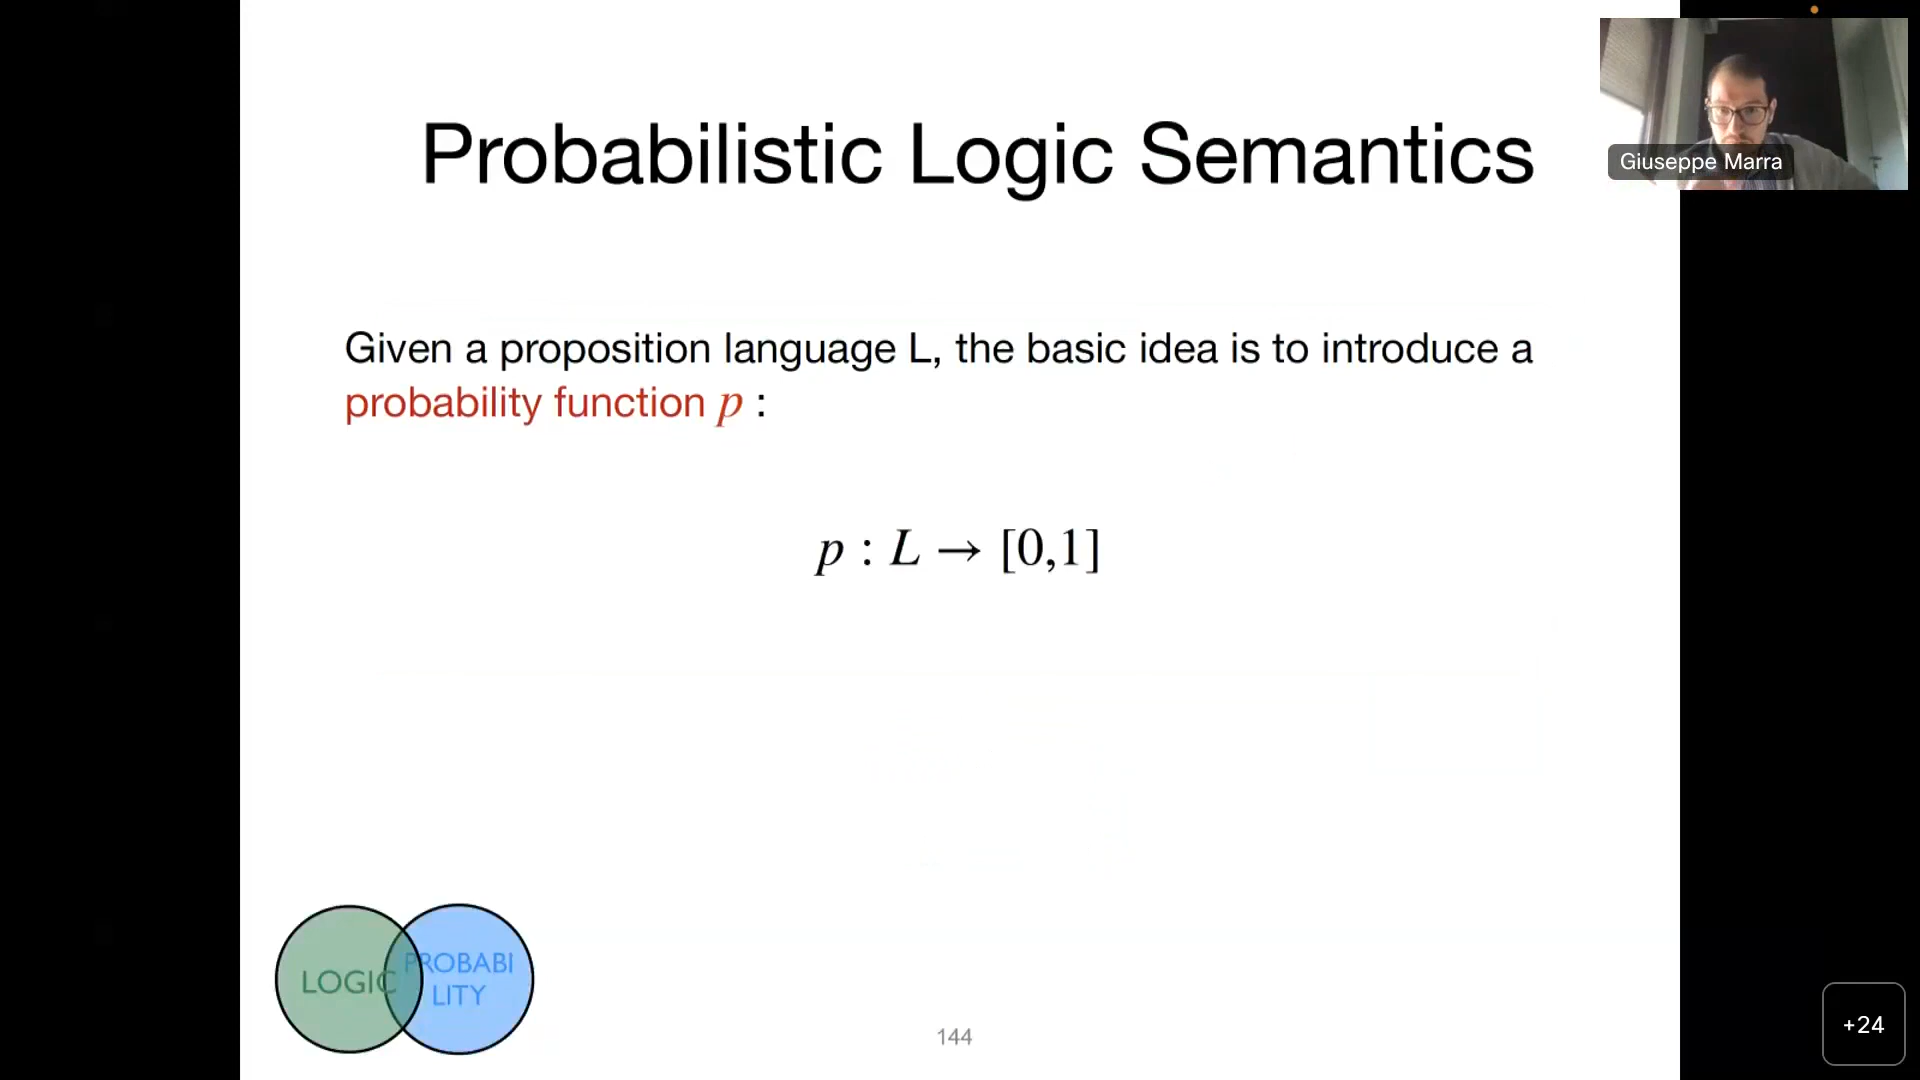 Probabilistic Logic Semantics
Giuseppe Marra
Given a proposition language L, the basic idea is to introduce a
probability function p :
p : L → [0,1]
LOGIC
PROBABI
LITY
144
+24